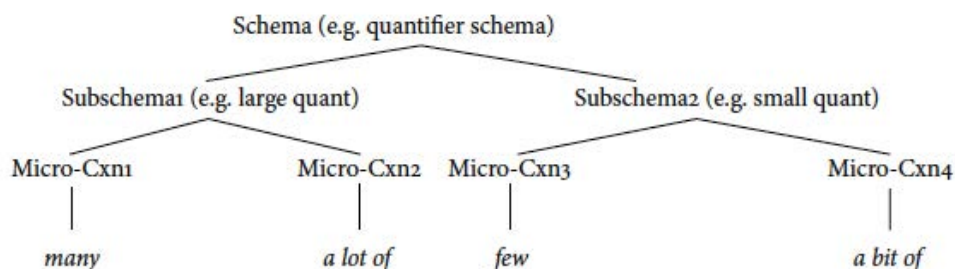 Schema (e.g. quantifier schema)
Subschema1 (e.g. large quant) Subschema2 (e.g. small quant)
Micro-Cxn1 Micro-Cxn2 Micro-Cxn3 Micro-Cxn4
many a lot of few a bit of